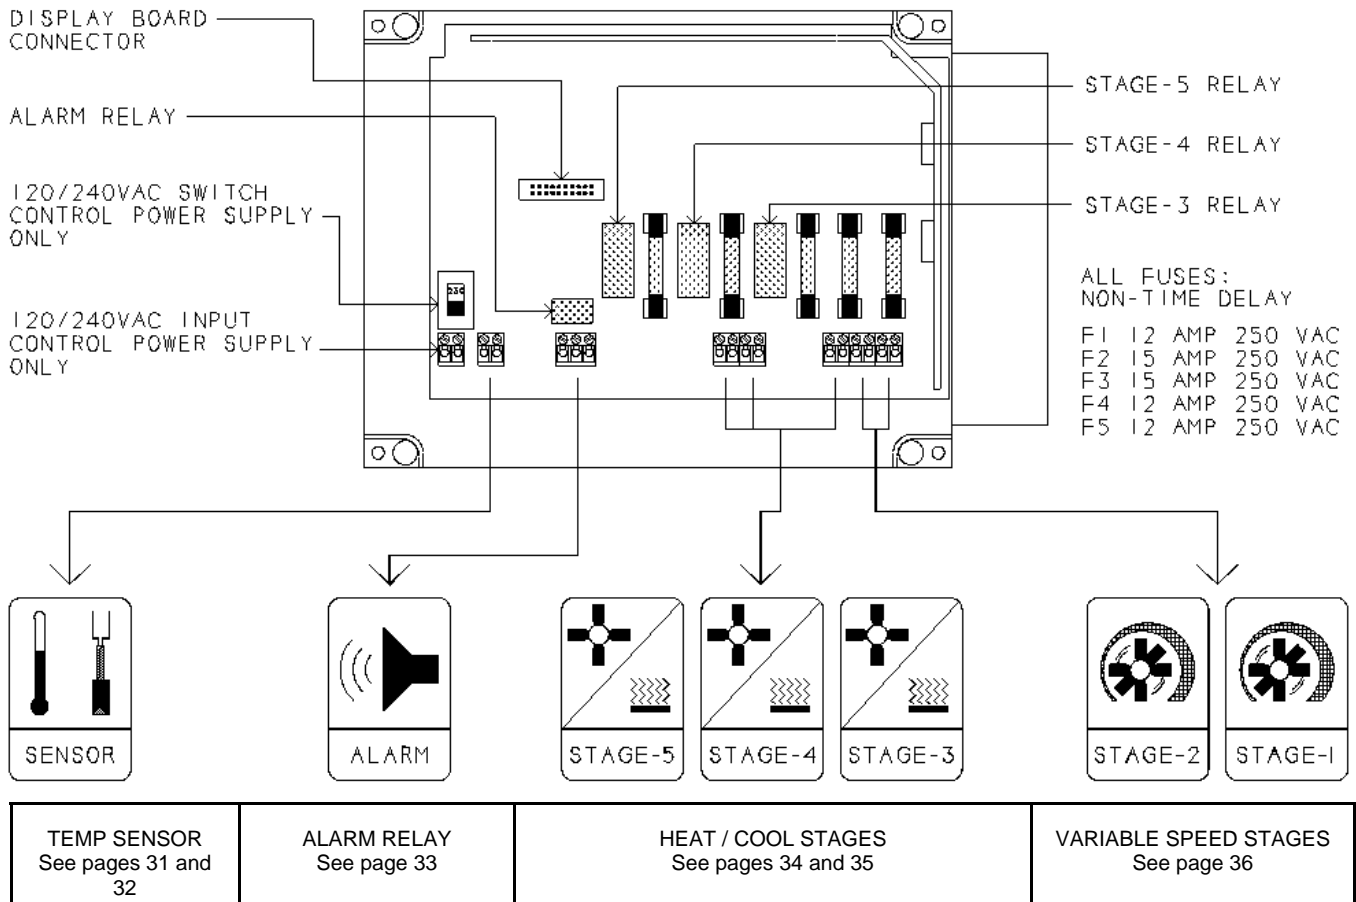 DISPLAY BOARD
CONNECTOR
ALARM RELAY
120/240VAC SWITCH
CONTROL POWER SUPPLY
ONLY
120/240VAC INPUT
CONTROL POWER SUPPLY
ONLY
230
STAGE-5 RELAY
STAGE-4 RELAY
STAGE-3 RELAY
ALL FUSES:
NON-TIME DELAY
F1 12 AMP 250 VAC
F2 15 AMP 250 VAC
F3 15 AMP 250 VAC
F4 12 AMP 250 VAC
F5 12 AMP 250 VAC
SENSOR
ALARM
STAGE-5
STAGE-4
STAGE-3
STAGE-2
STAGE-1
TEMP SENSOR
See pages 31 and
32
ALARM RELAY
See page 33
HEAT / COOL STAGES
See pages 34 and 35
VARIABLE SPEED STAGES
See page 36